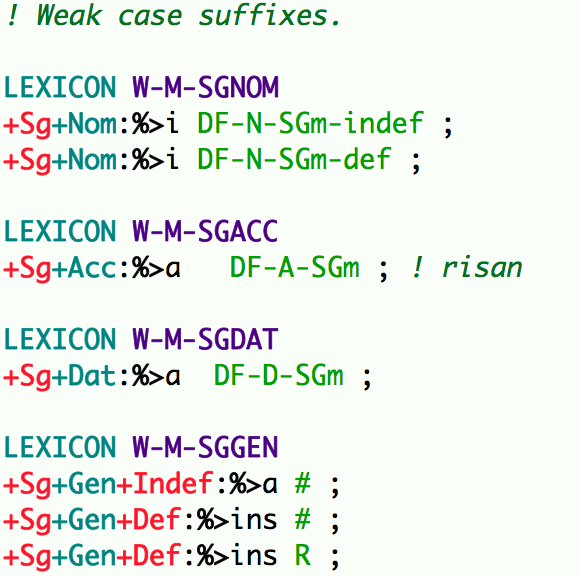 ! Weak case suffixes.
LEXICON W-M-SGNOM
+Sg+Nom:%>i DF-N-SGm-indef ;
+Sg+Nom:%>i DF-N-SGm-def ;
LEXICON W-M-SGACC
+Sg+Acc:%>a   DF-A-SGm ; ! risan
LEXICON W-M-SGDAT
+Sg+Dat:%>a  DF-D-SGm ;
LEXICON W-M-SGGEN
+Sg+Gen+Indef:%>a # ;
+Sg+Gen+Def:%>ins # ;
+Sg+Gen+Def:%>ins R ;